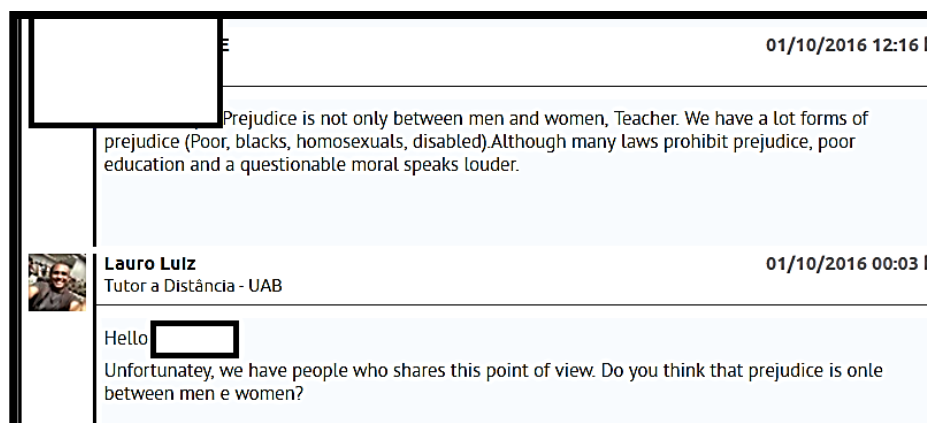 E
01/10/2016 12:16
Prejudice is not only between men and women, Teacher. We have a lot forms of
prejudice (Poor, blacks, homosexuals, disabled).Although many laws prohibit prejudice, poor
education and a questionable moral speaks louder.
Lauro Luiz
01/10/2016 00:03
Tutor a Distância - UAB
Hello
Unfortunatey, we have people who shares this point of view. Do you think that prejudice is onle
between men e women?